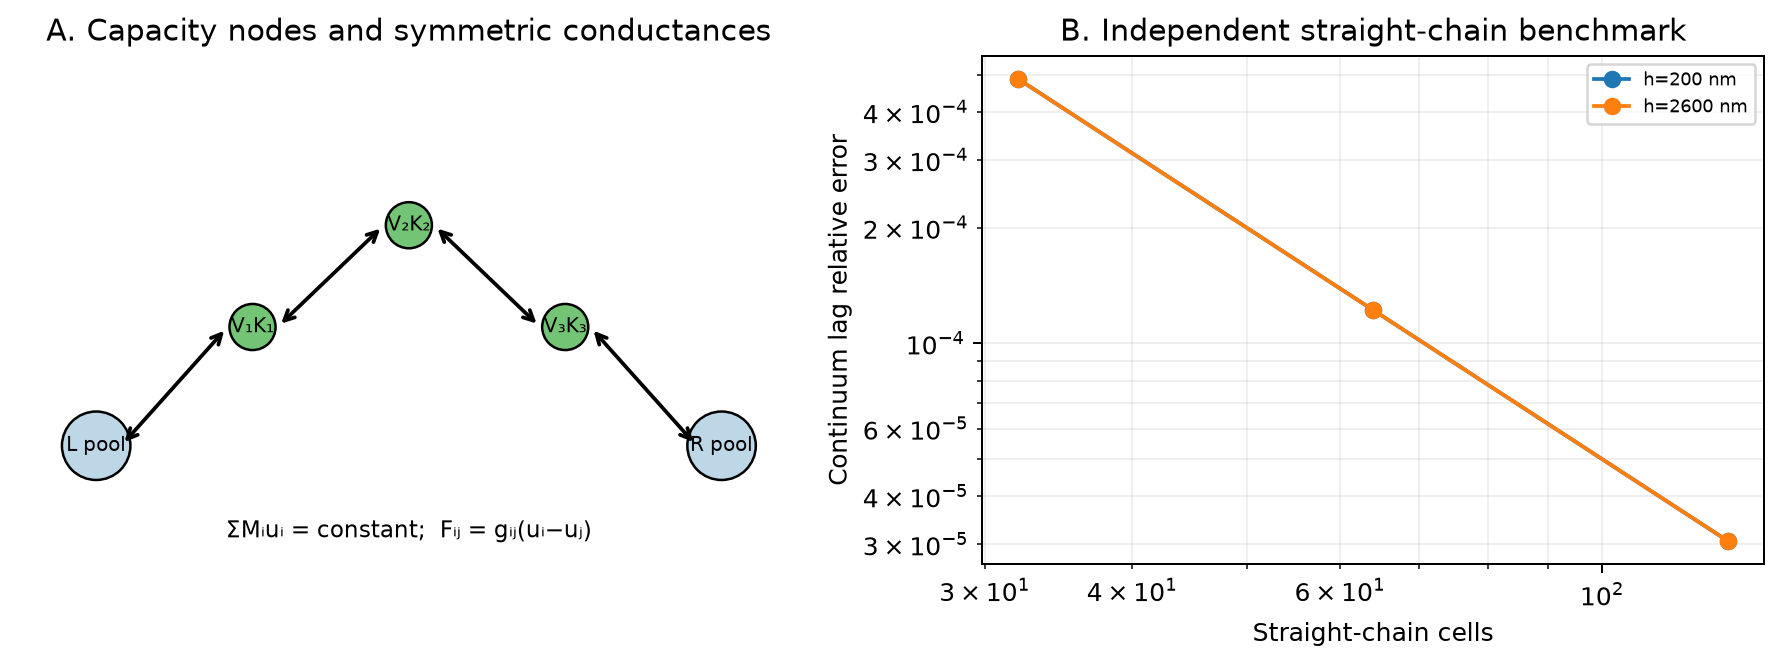 A. Capacity nodes and symmetric conductances
V₂K₂
V₁K₁
V₃K₃
L pool
R pool
ΣMᵢuᵢ = constant;  Fᵢⱼ = gᵢⱼ(uᵢ−uⱼ)
B. Independent straight-chain benchmark
h=200 nm
h=2600 nm
Continuum lag relative error
4 × 10⁻⁴
3 × 10⁻⁴
2 × 10⁻⁴
10⁻⁴
6 × 10⁻⁵
4 × 10⁻⁵
3 × 10⁻⁵
3 × 10¹
4 × 10¹
6 × 10¹
10²
Straight-chain cells